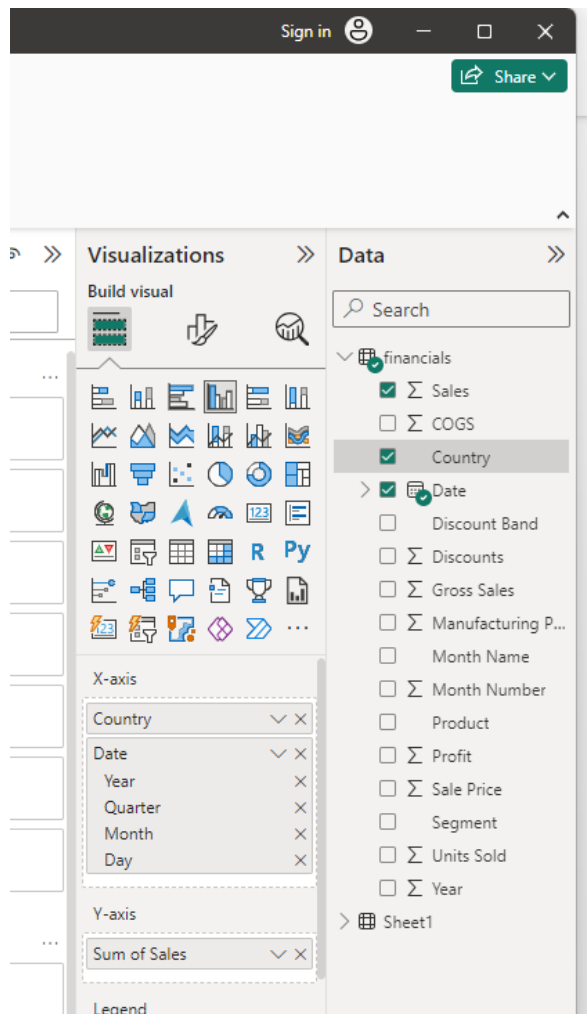 Sign in
Share
Visualizations
Data
Build visual
Search
financials
Sales
COGS
Country
Date
Discount Band
Discounts
Gross Sales
Manufacturing P...
Month Name
Month Number
Product
Profit
Sale Price
Segment
Units Sold
Year
Sheet1
123
R
Py
123
...
X-axis
Country
Date
Year
Quarter
Month
Day
Y-axis
Sum of Sales
Legend